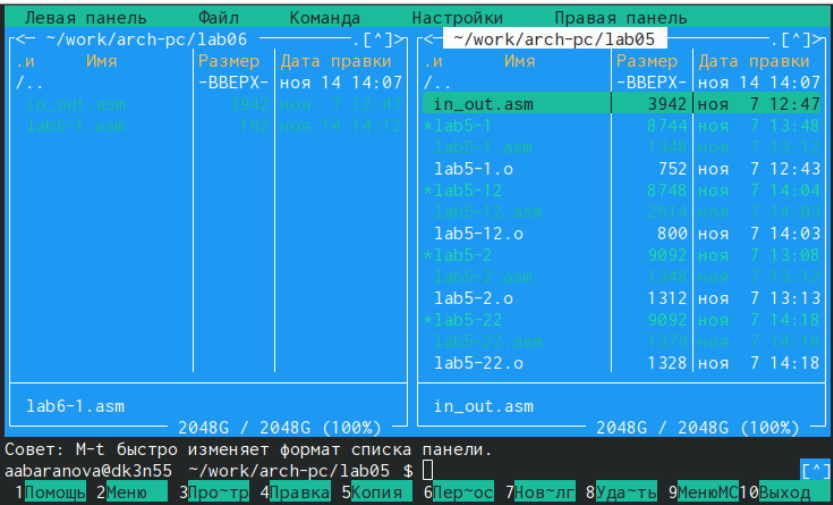 Левая панель Файл Команда Настройки Правая панель
<─ ~/work/arch-pc/lab06 ─.[^]> <─ ~/work/arch-pc/lab05 ─.[^]>
.и Имя Размер Дата правки .и Имя Размер Дата правки
/.. -ВВЕРХ- ноя 14 14:07 /.. -ВВЕРХ- ноя 14 14:07
in_out.asm 3942 ноя 7 12:47 in_out.asm 3942 ноя 7 12:47
lab6-1.asm 192 ноя 14 14:12 *lab5-1 8744 ноя 7 13:48
lab5-1.asm 1348 ноя 7 13:12
lab5-1.o 752 ноя 7 12:43
*lab5-12 8748 ноя 7 14:04
lab5-12.asm 2514 ноя 7 14:03
lab5-12.o 800 ноя 7 14:03
*lab5-2 9092 ноя 7 13:08
lab5-2.asm 1348 ноя 7 13:12
lab5-2.o 1312 ноя 7 13:13
*lab5-22 9092 ноя 7 14:18
lab5-22.asm 1379 ноя 7 14:18
lab5-22.o 1328 ноя 7 14:18
lab6-1.asm in_out.asm
2048G / 2048G (100%) 2048G / 2048G (100%)
Совет: M-t быстро изменяет формат списка панели.
aabaranova@dk3n55 ~/work/arch-pc/lab05 $ [^]
1Помощь 2Меню 3Про~тр 4Правка 5Копия 6Пер~ос 7Нов~лг 8Уда~ть 9МенюМС 10Выход